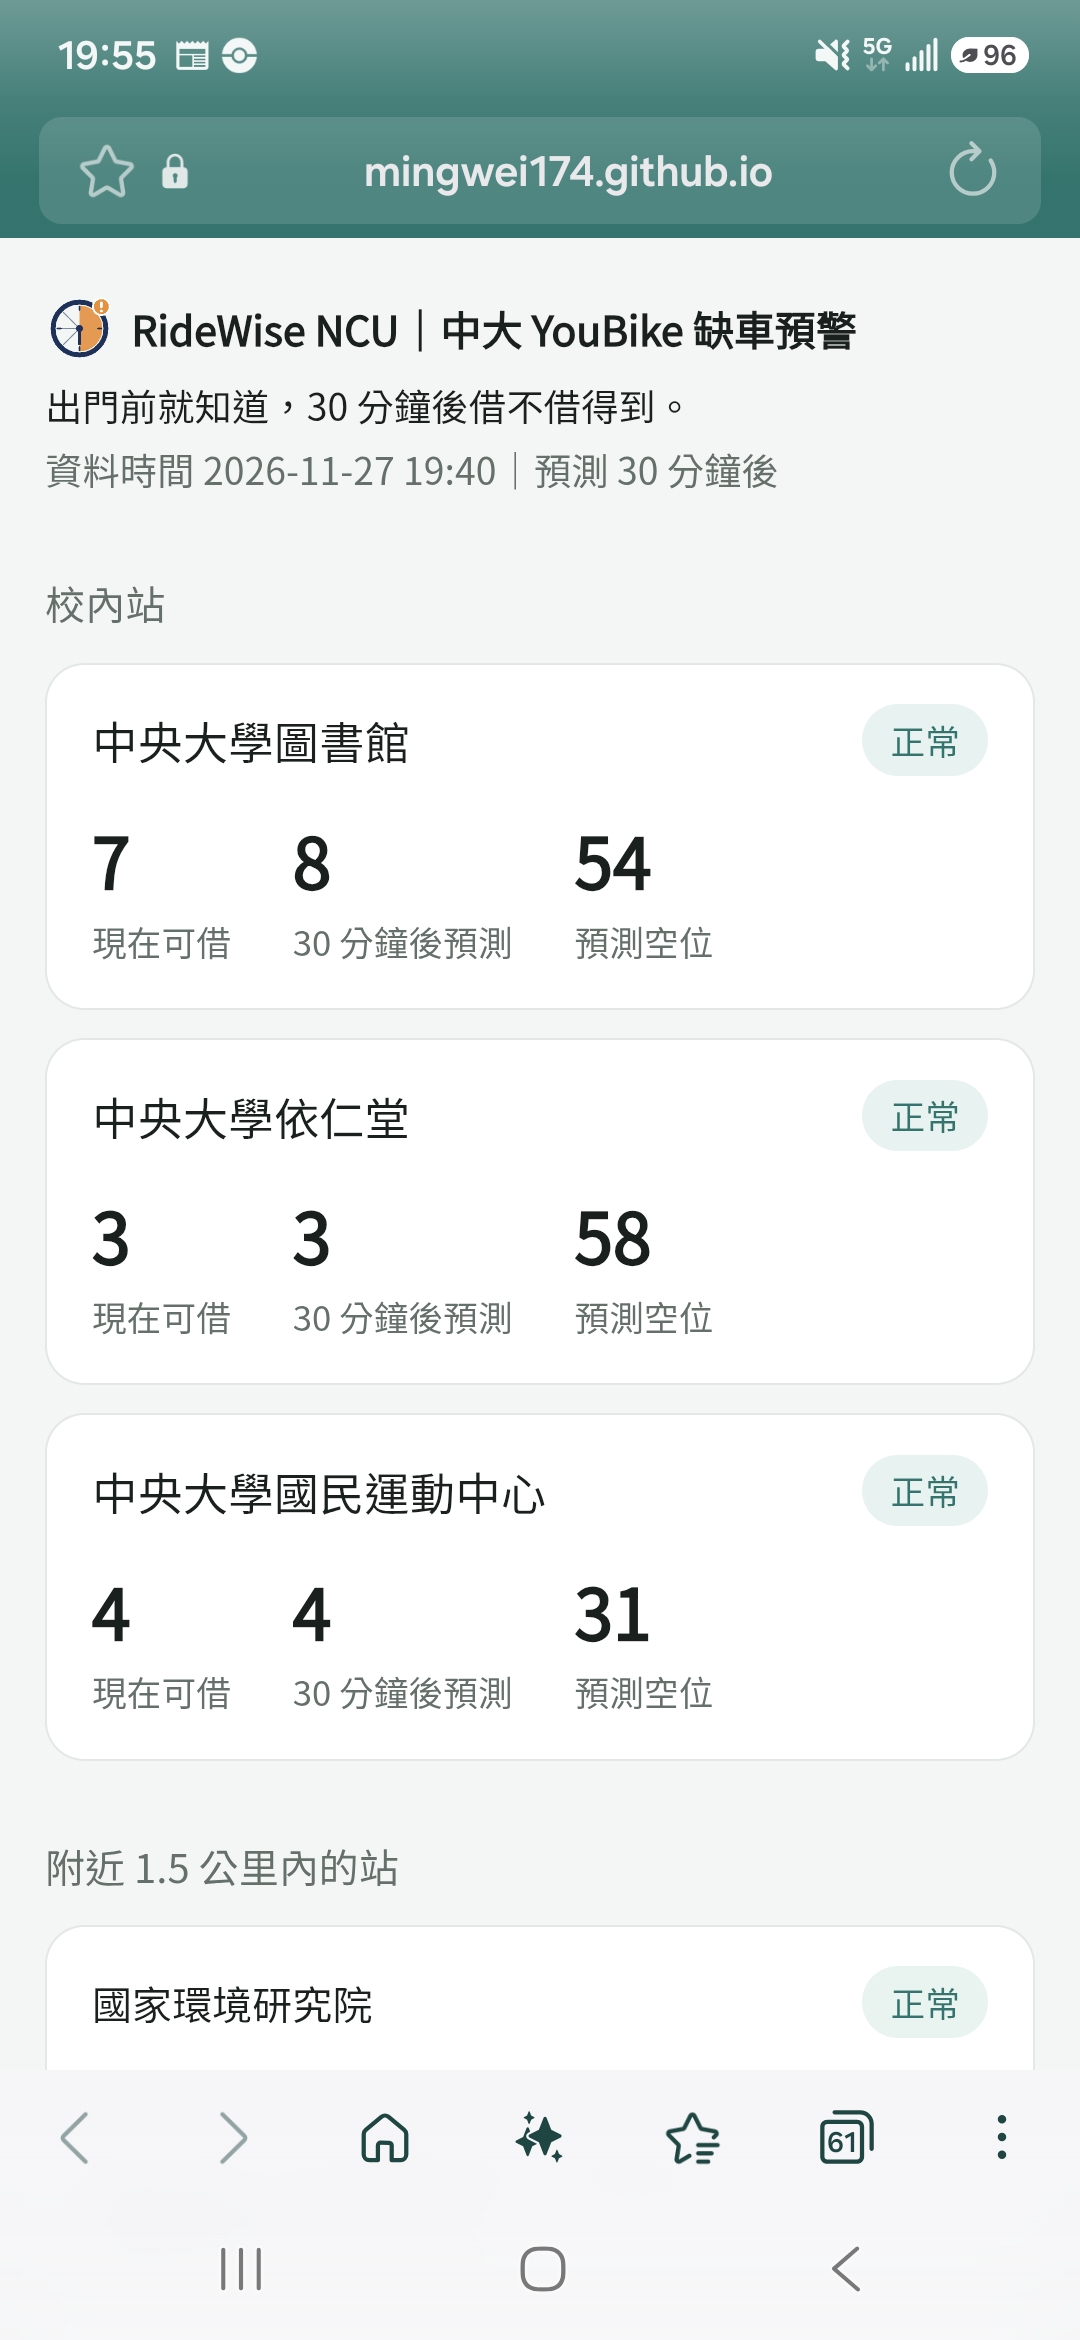 19:55
5G
96
mingwei174.github.io
RideWise NCU｜中大 YouBike 缺車預警
出門前就知道，30 分鐘後借不借得到。
資料時間 2026-11-27 19:40｜預測 30 分鐘後
校內站
中央大學圖書館
正常
7 8 54
現在可借 30 分鐘後預測 預測空位
中央大學依仁堂
正常
3 3 58
現在可借 30 分鐘後預測 預測空位
中央大學國民運動中心
正常
4 4 31
現在可借 30 分鐘後預測 預測空位
附近 1.5 公里內的站
國家環境研究院
正常
61